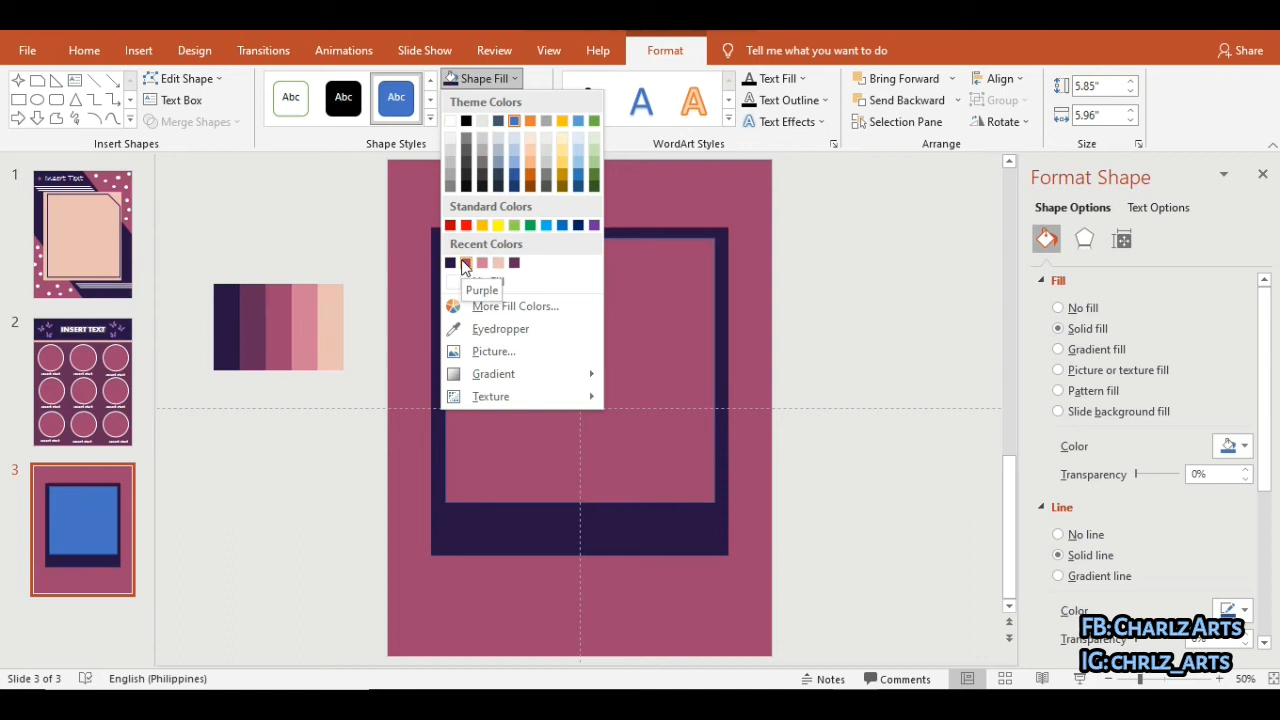 File Home Insert Design Transitions Animations Slide Show Review View Help Format Tell me what you want to do Share
Edit Shape
Text Box
Merge Shapes
Insert Shapes
Abc Abc Abc
Shape Styles
Shape Fill
Theme Colors
Standard Colors
Recent Colors
Purple
More Fill Colors...
Eyedropper
Picture...
Gradient
Texture
A A
Text Fill
Text Outline
Text Effects
WordArt Styles
Bring Forward
Send Backward
Selection Pane
Align
Group
Rotate
Arrange
5.85"
5.96"
Size
1
Insert Text
2
INSERT TEXT
3
Format Shape
Shape Options Text Options
Fill
No fill
Solid fill
Gradient fill
Picture or texture fill
Pattern fill
Slide background fill
Color
Transparency 0%
Line
No line
Solid line
Gradient line
Color
Transparency 0%
FB:CharlzArts
IG:chrlz_arts
Slide 3 of 3 English (Philippines) Notes Comments 50%